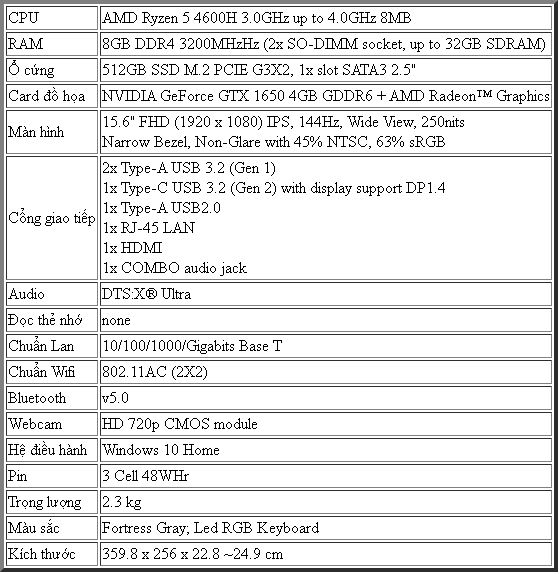 CPU AMD Ryzen 5 4600H 3.0GHz up to 4.0GHz 8MB
RAM 8GB DDR4 3200MHzHz (2x SO-DIMM socket, up to 32GB SDRAM)
Ổ cứng 512GB SSD M.2 PCIE G3X2, 1x slot SATA3 2.5"
Card đồ họa NVIDIA GeForce GTX 1650 4GB GDDR6 + AMD Radeon™ Graphics
Màn hình 15.6" FHD (1920 x 1080) IPS, 144Hz, Wide View, 250nits
Narrow Bezel, Non-Glare with 45% NTSC, 63% sRGB
Cổng giao tiếp 2x Type-A USB 3.2 (Gen 1)
1x Type-C USB 3.2 (Gen 2) with display support DP1.4
1x Type-A USB2.0
1x RJ-45 LAN
1x HDMI
1x COMBO audio jack
Audio DTS:X® Ultra
Đọc thẻ nhớ none
Chuẩn Lan 10/100/1000/Gigabits Base T
Chuẩn Wifi 802.11AC (2X2)
Bluetooth v5.0
Webcam HD 720p CMOS module
Hệ điều hành Windows 10 Home
Pin 3 Cell 48WHr
Trọng lượng 2.3 kg
Màu sắc Fortress Gray; Led RGB Keyboard
Kích thước 359.8 x 256 x 22.8 ~24.9 cm